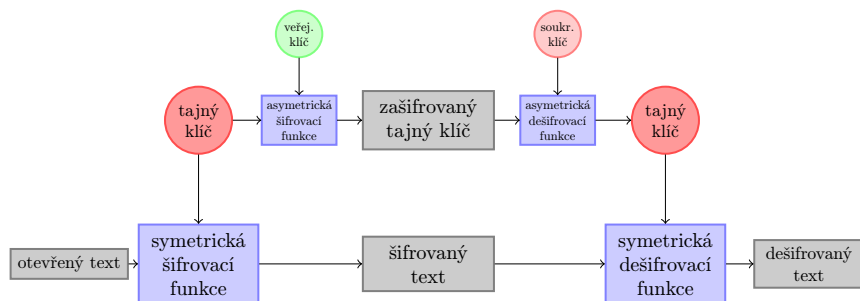 veřej.
klíč
soukr.
klíč
tajný
klíč
asymetrická
šifrovací
funkce
zašifrovaný
tajný klíč
asymetrická
dešifrovací
funkce
tajný
klíč
otevřený text
symetrická
šifrovací
funkce
šifrovaný
text
symetrická
dešifrovací
funkce
dešifrovaný
text